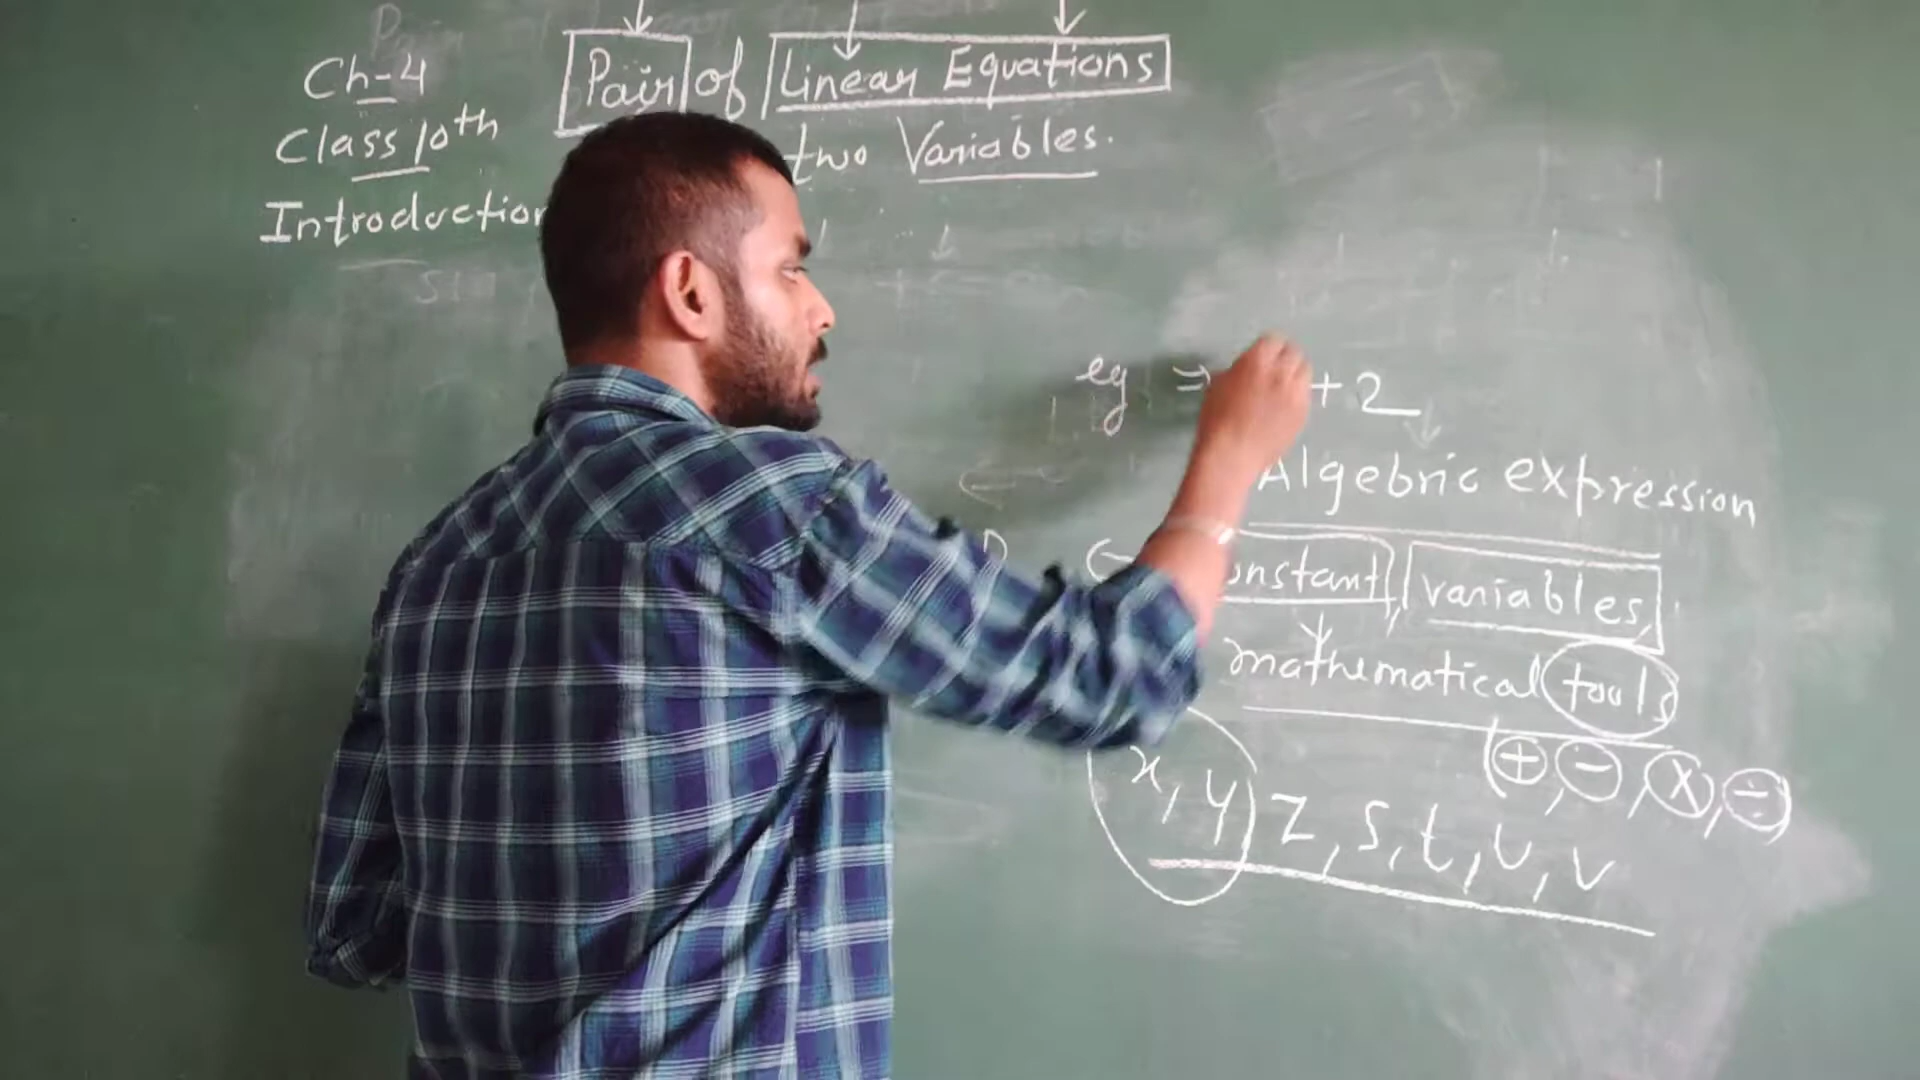 Ch-4
Class 10th
Introduction
Pair of Linear Equations
two Variables.
eg ⇒ +2
Algebric expression
onstant, variables,
mathematical tools
(+, -, ×, ÷)
x, y z, s, t, u, v